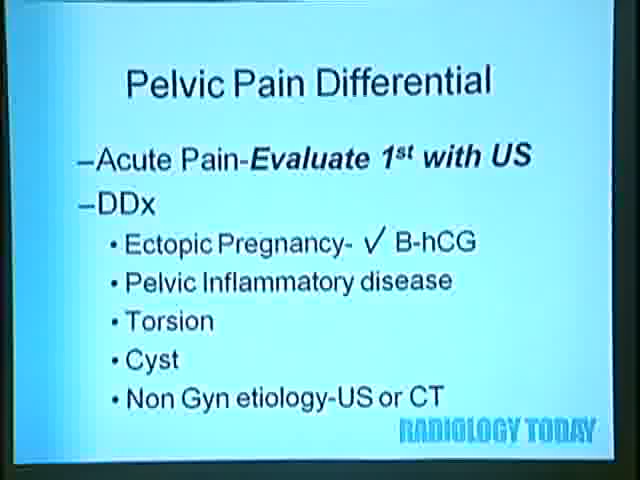 Pelvic Pain Differential
–Acute Pain-Evaluate 1st with US
–DDx
• Ectopic Pregnancy- √ B-hCG
• Pelvic Inflammatory disease
• Torsion
• Cyst
• Non Gyn etiology-US or CT
RADIOLOGY TODAY